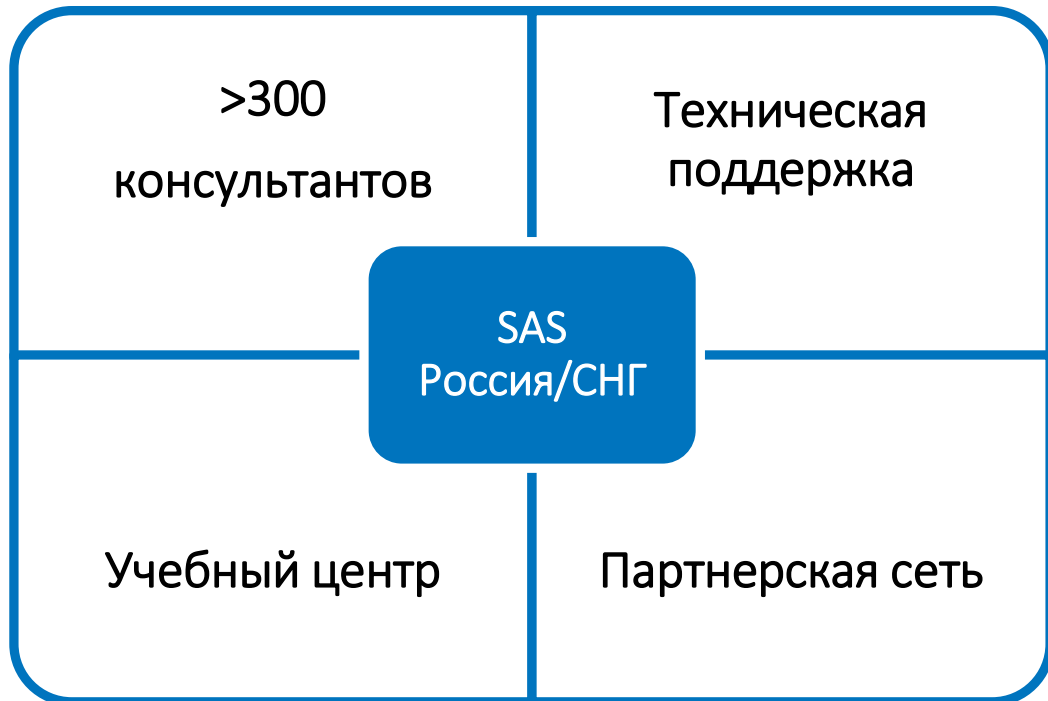 >300
консультантов
Техническая
поддержка
SAS
Россия/СНГ
Учебный центр
Партнерская сеть